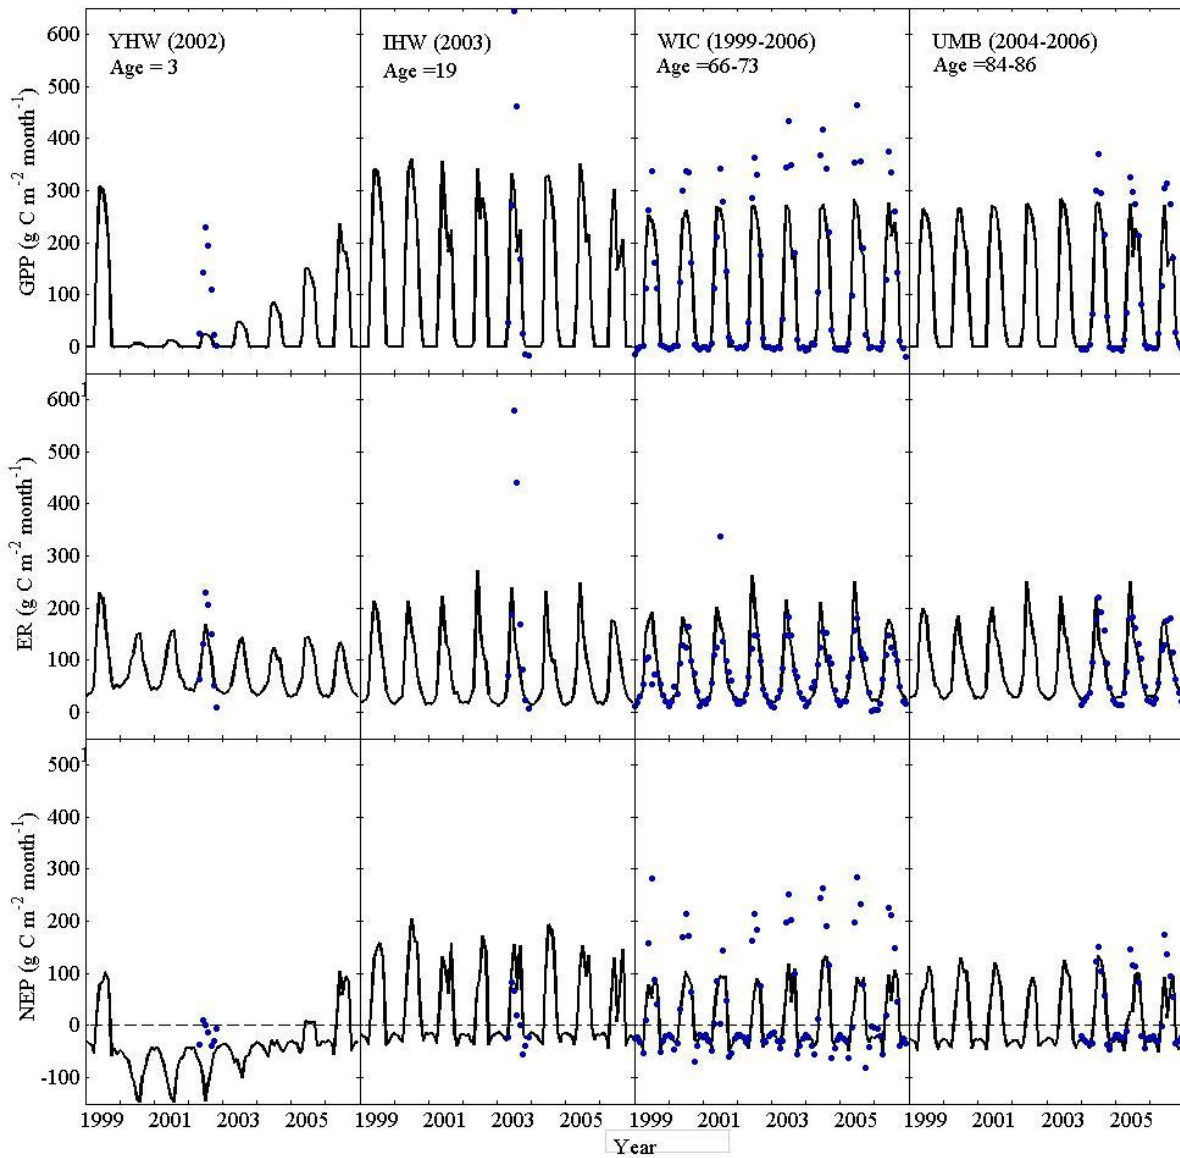 YHW (2002)
Age = 3
IHW (2003)
Age =19
WIC (1999-2006)
Age =66-73
UMB (2004-2006)
Age =84-86
GPP (g C m-2 month-1)
600
500
400
300
200
100
0
ER (g C m-2 month-1)
600
500
400
300
200
100
0
NEP (g C m-2 month-1)
500
400
300
200
100
0
-100
1999 2001 2003 2005 1999 2001 2003 2005 1999 2001 2003 2005 1999 2001 2003 2005
Year